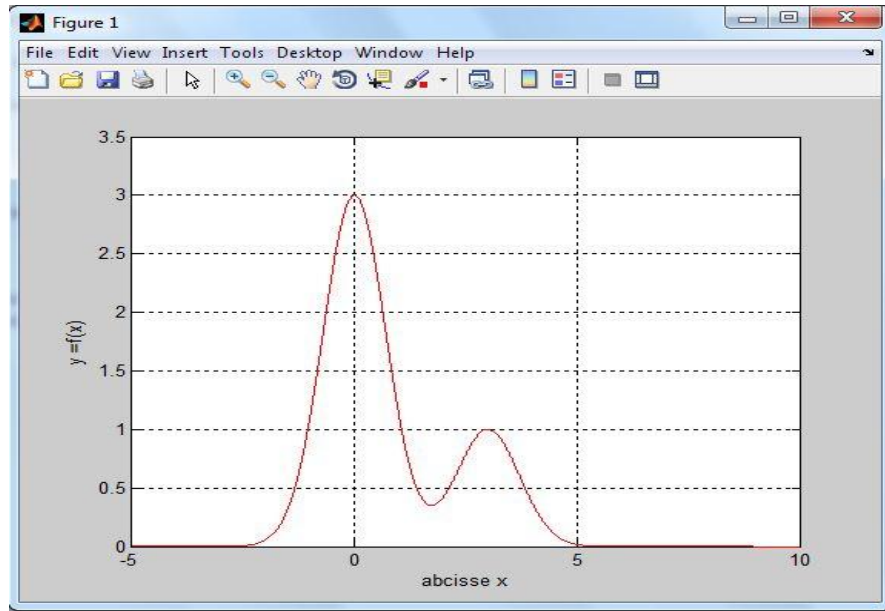 Figure 1
File Edit View Insert Tools Desktop Window Help
3.5
3
2.5
2
1.5
1
0.5
0
y =f(x)
-5 0 5 10
abcisse x